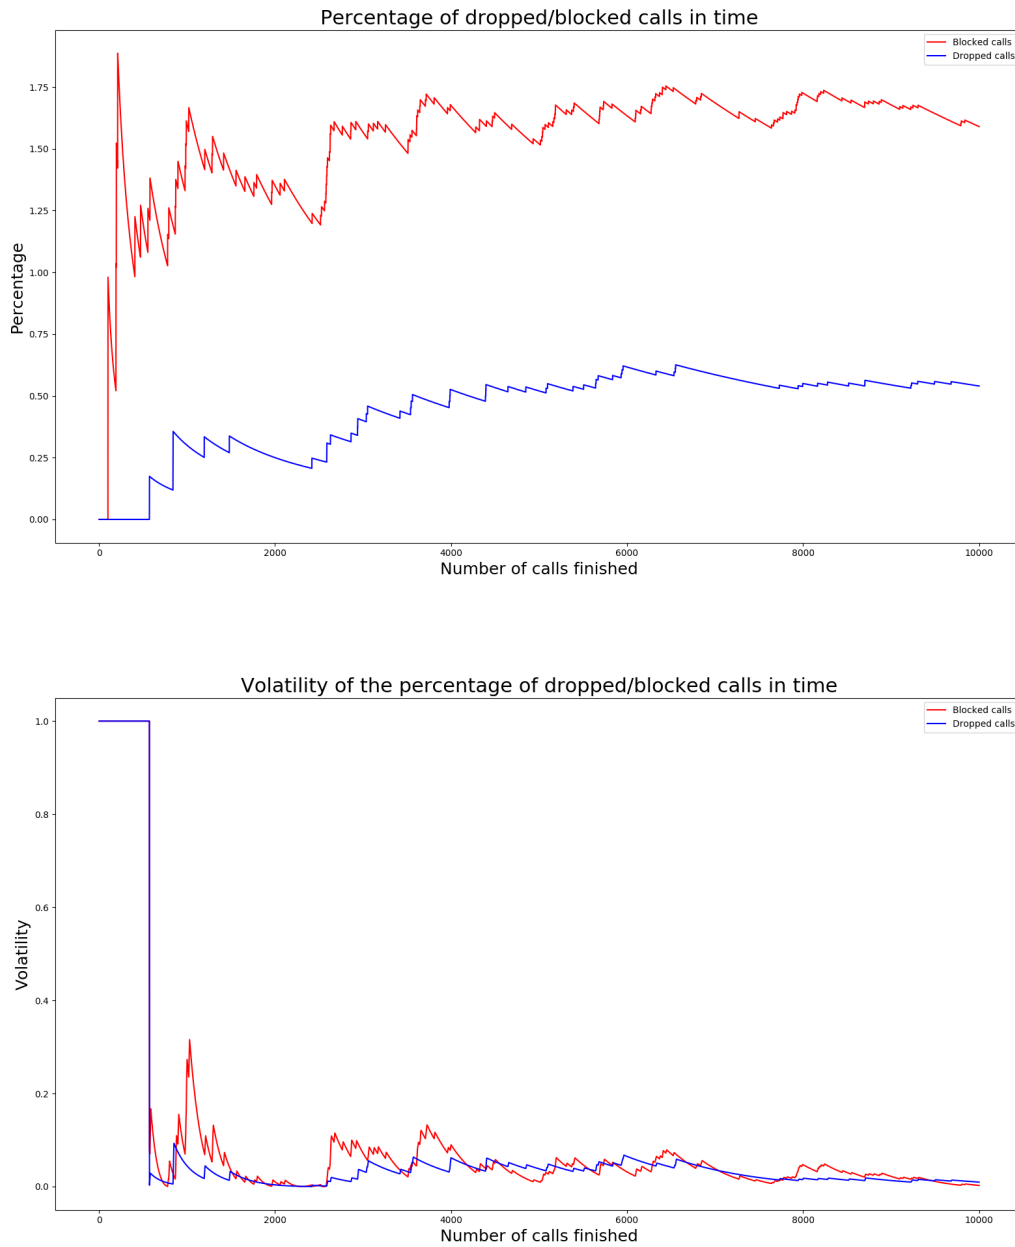 Percentage of dropped/blocked calls in time
Blocked calls
Dropped calls
Percentage
1.75
1.50
1.25
1.00
0.75
0.50
0.25
0.00
0 2000 4000 6000 8000 10000
Number of calls finished
Volatility of the percentage of dropped/blocked calls in time
Blocked calls
Dropped calls
Volatility
1.0
0.8
0.6
0.4
0.2
0.0
0 2000 4000 6000 8000 10000
Number of calls finished